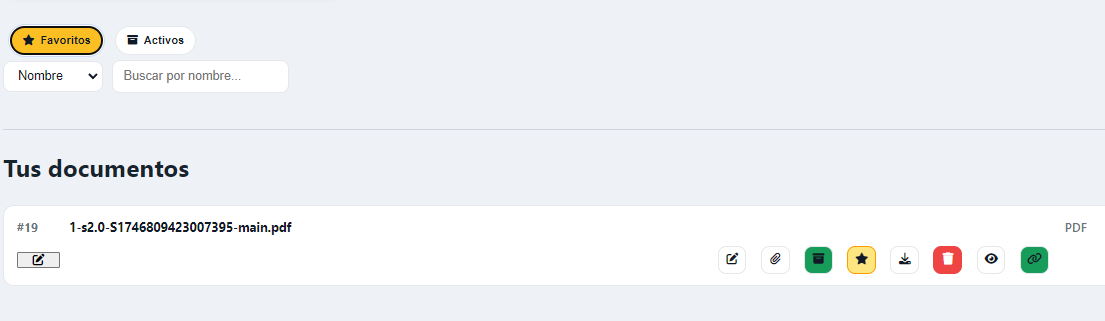 Favoritos Activos
Nombre Buscar por nombre...
Tus documentos
#19 1-s2.0-S1746809423007395-main.pdf PDF